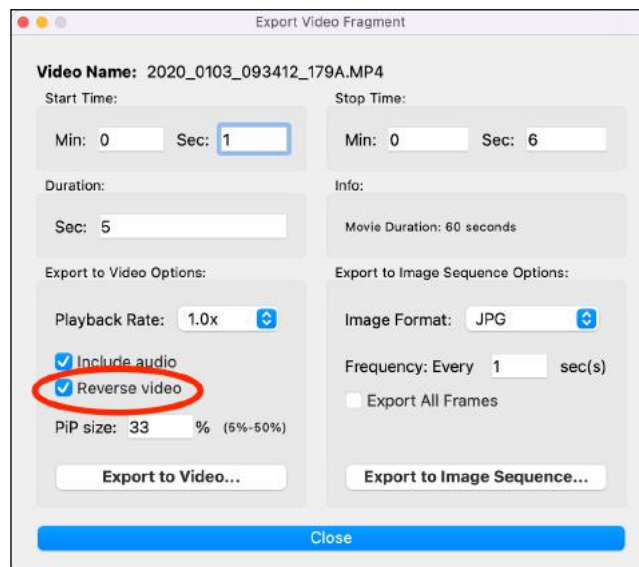 Export Video Fragment
Video Name: 2020_0103_093412_179A.MP4
Start Time:
Min: 0 Sec: 1
Stop Time:
Min: 0 Sec: 6
Duration:
Sec: 5
Info:
Movie Duration: 60 seconds
Export to Video Options:
Playback Rate: 1.0x
Include audio
Reverse video
PiP size: 33 % (5%-50%)
Export to Video...
Export to Image Sequence Options:
Image Format: JPG
Frequency: Every 1 sec(s)
Export All Frames
Export to Image Sequence...
Close